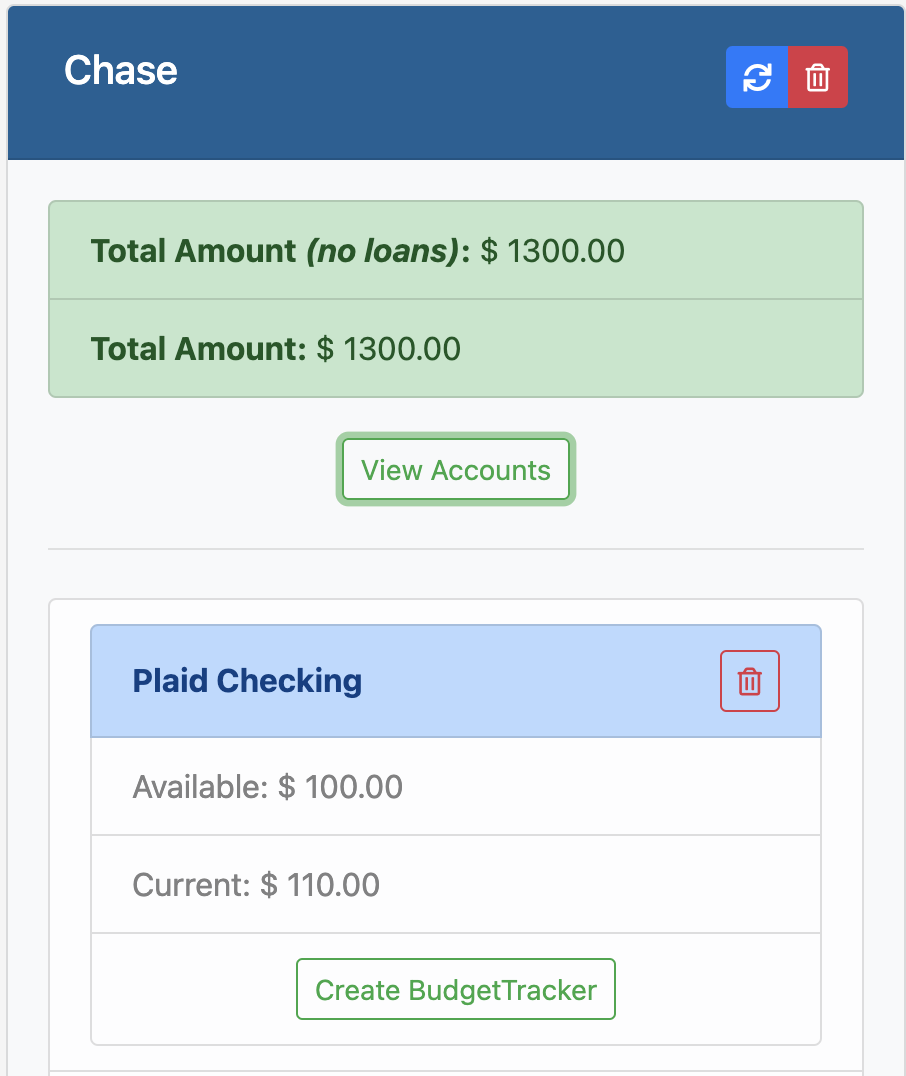 Chase
Total Amount (no loans): $ 1300.00
Total Amount: $ 1300.00
View Accounts
Plaid Checking
Available: $ 100.00
Current: $ 110.00
Create BudgetTracker